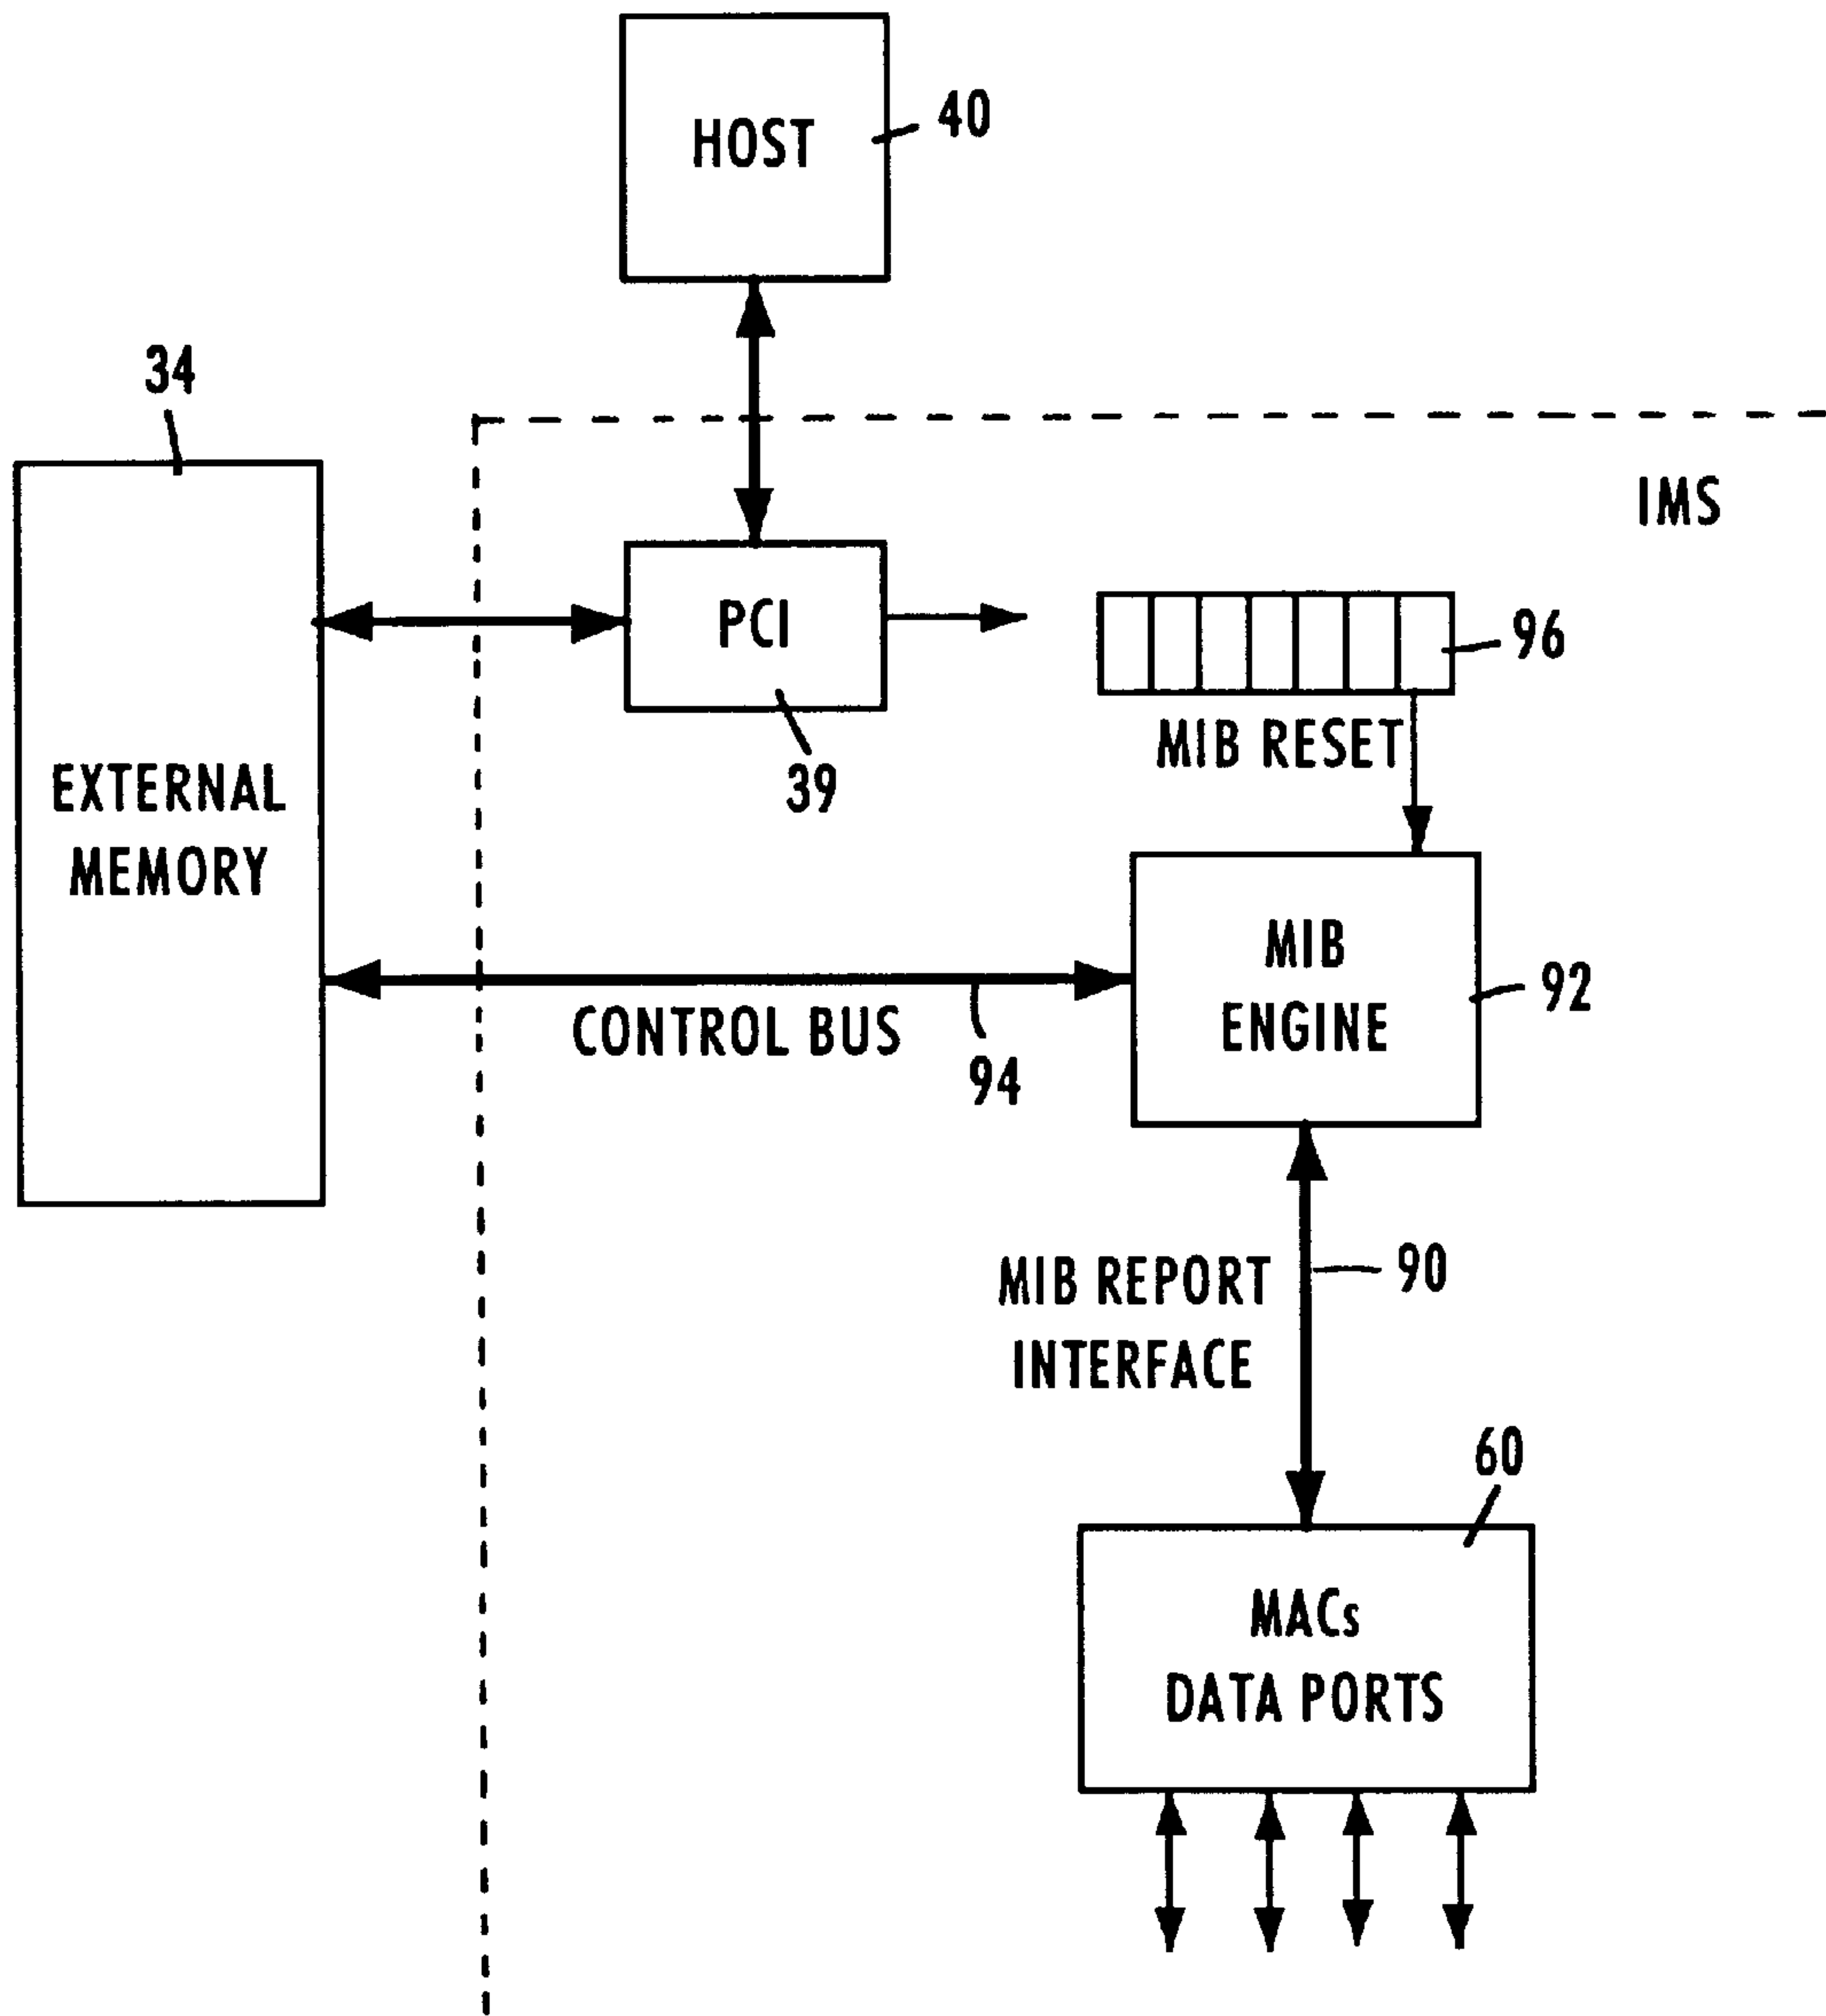 HOST
40
34
IMS
PCI
96
MIB RESET
39
EXTERNAL
MEMORY
MIB
ENGINE
92
CONTROL BUS
94
MIB REPORT
INTERFACE
90
60
MACs
DATA PORTS